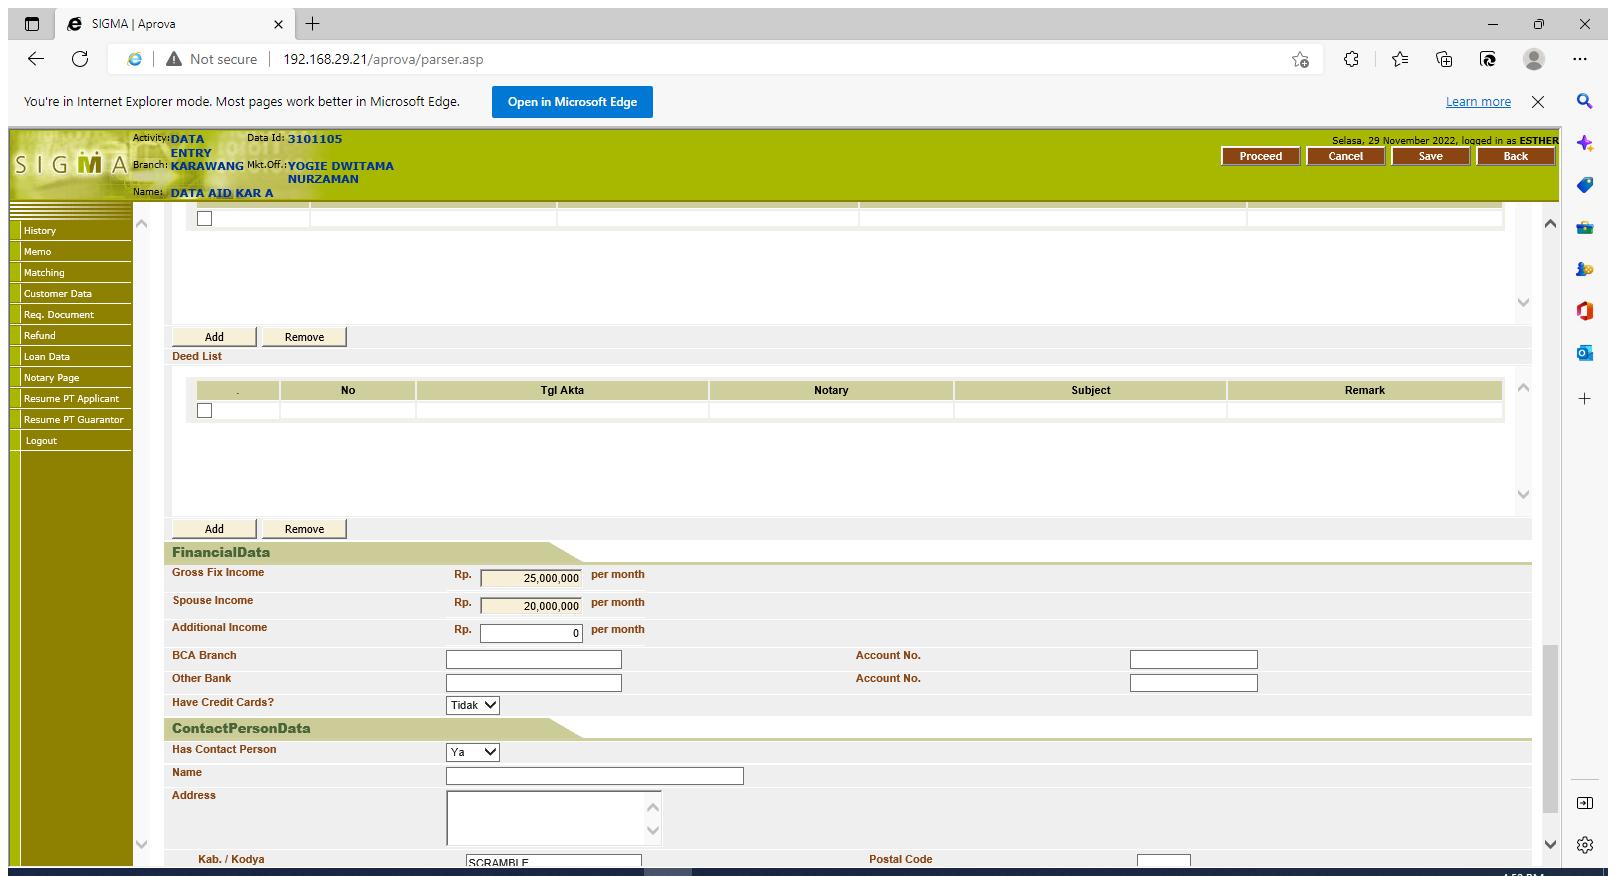 SIGMA | Aprova
Not secure
192.168.29.21/aprova/parser.asp
You're in Internet Explorer mode. Most pages work better in Microsoft Edge.
Open in Microsoft Edge
Learn more
SIGMA
Activity: DATA ENTRY
Data Id: 3101105
Branch: KARAWANG
Mkt.Off.: YOGIE DWITAMA NURZAMAN
Name: DATA AID KAR A
Selasa, 29 November 2022, logged in as ESTHER
Proceed Cancel Save Back
History
Memo
Matching
Customer Data
Req. Document
Refund
Loan Data
Notary Page
Resume PT Applicant
Resume PT Guarantor
Logout
Add Remove
Deed List
. No Tgl Akta Notary Subject Remark
Add Remove
FinancialData
Gross Fix Income Rp. 25,000,000 per month
Spouse Income Rp. 20,000,000 per month
Additional Income Rp. 0 per month
BCA Branch Account No.
Other Bank Account No.
Have Credit Cards? Tidak
ContactPersonData
Has Contact Person Ya
Name
Address
Kab. / Kodya SCRAMBLE Postal Code